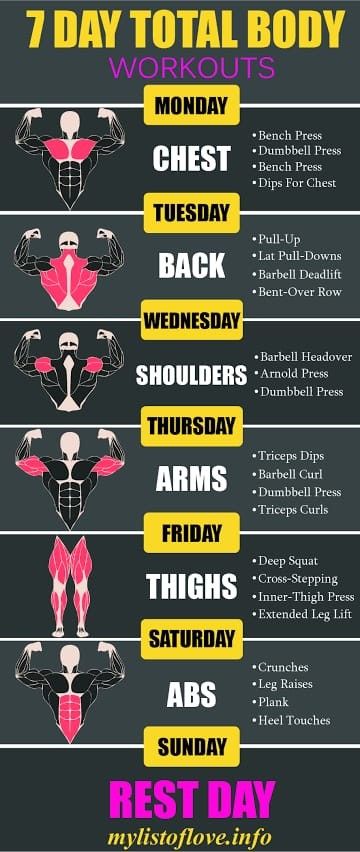 7 DAY TOTAL BODY
WORKOUTS
MONDAY
CHEST
• Bench Press
• Dumbbell Press
• Bench Press
• Dips For Chest
TUESDAY
BACK
• Pull-Up
• Lat Pull-Downs
• Barbell Deadlift
• Bent-Over Row
WEDNESDAY
SHOULDERS
• Barbell Headover
• Arnold Press
• Dumbbell Press
THURSDAY
ARMS
• Triceps Dips
• Barbell Curl
• Dumbbell Press
• Triceps Curls
FRIDAY
THIGHS
• Deep Squat
• Cross-Stepping
• Inner-Thigh Press
• Extended Leg Lift
SATURDAY
ABS
• Crunches
• Leg Raises
• Plank
• Heel Touches
SUNDAY
REST DAY
mylistoflove.info